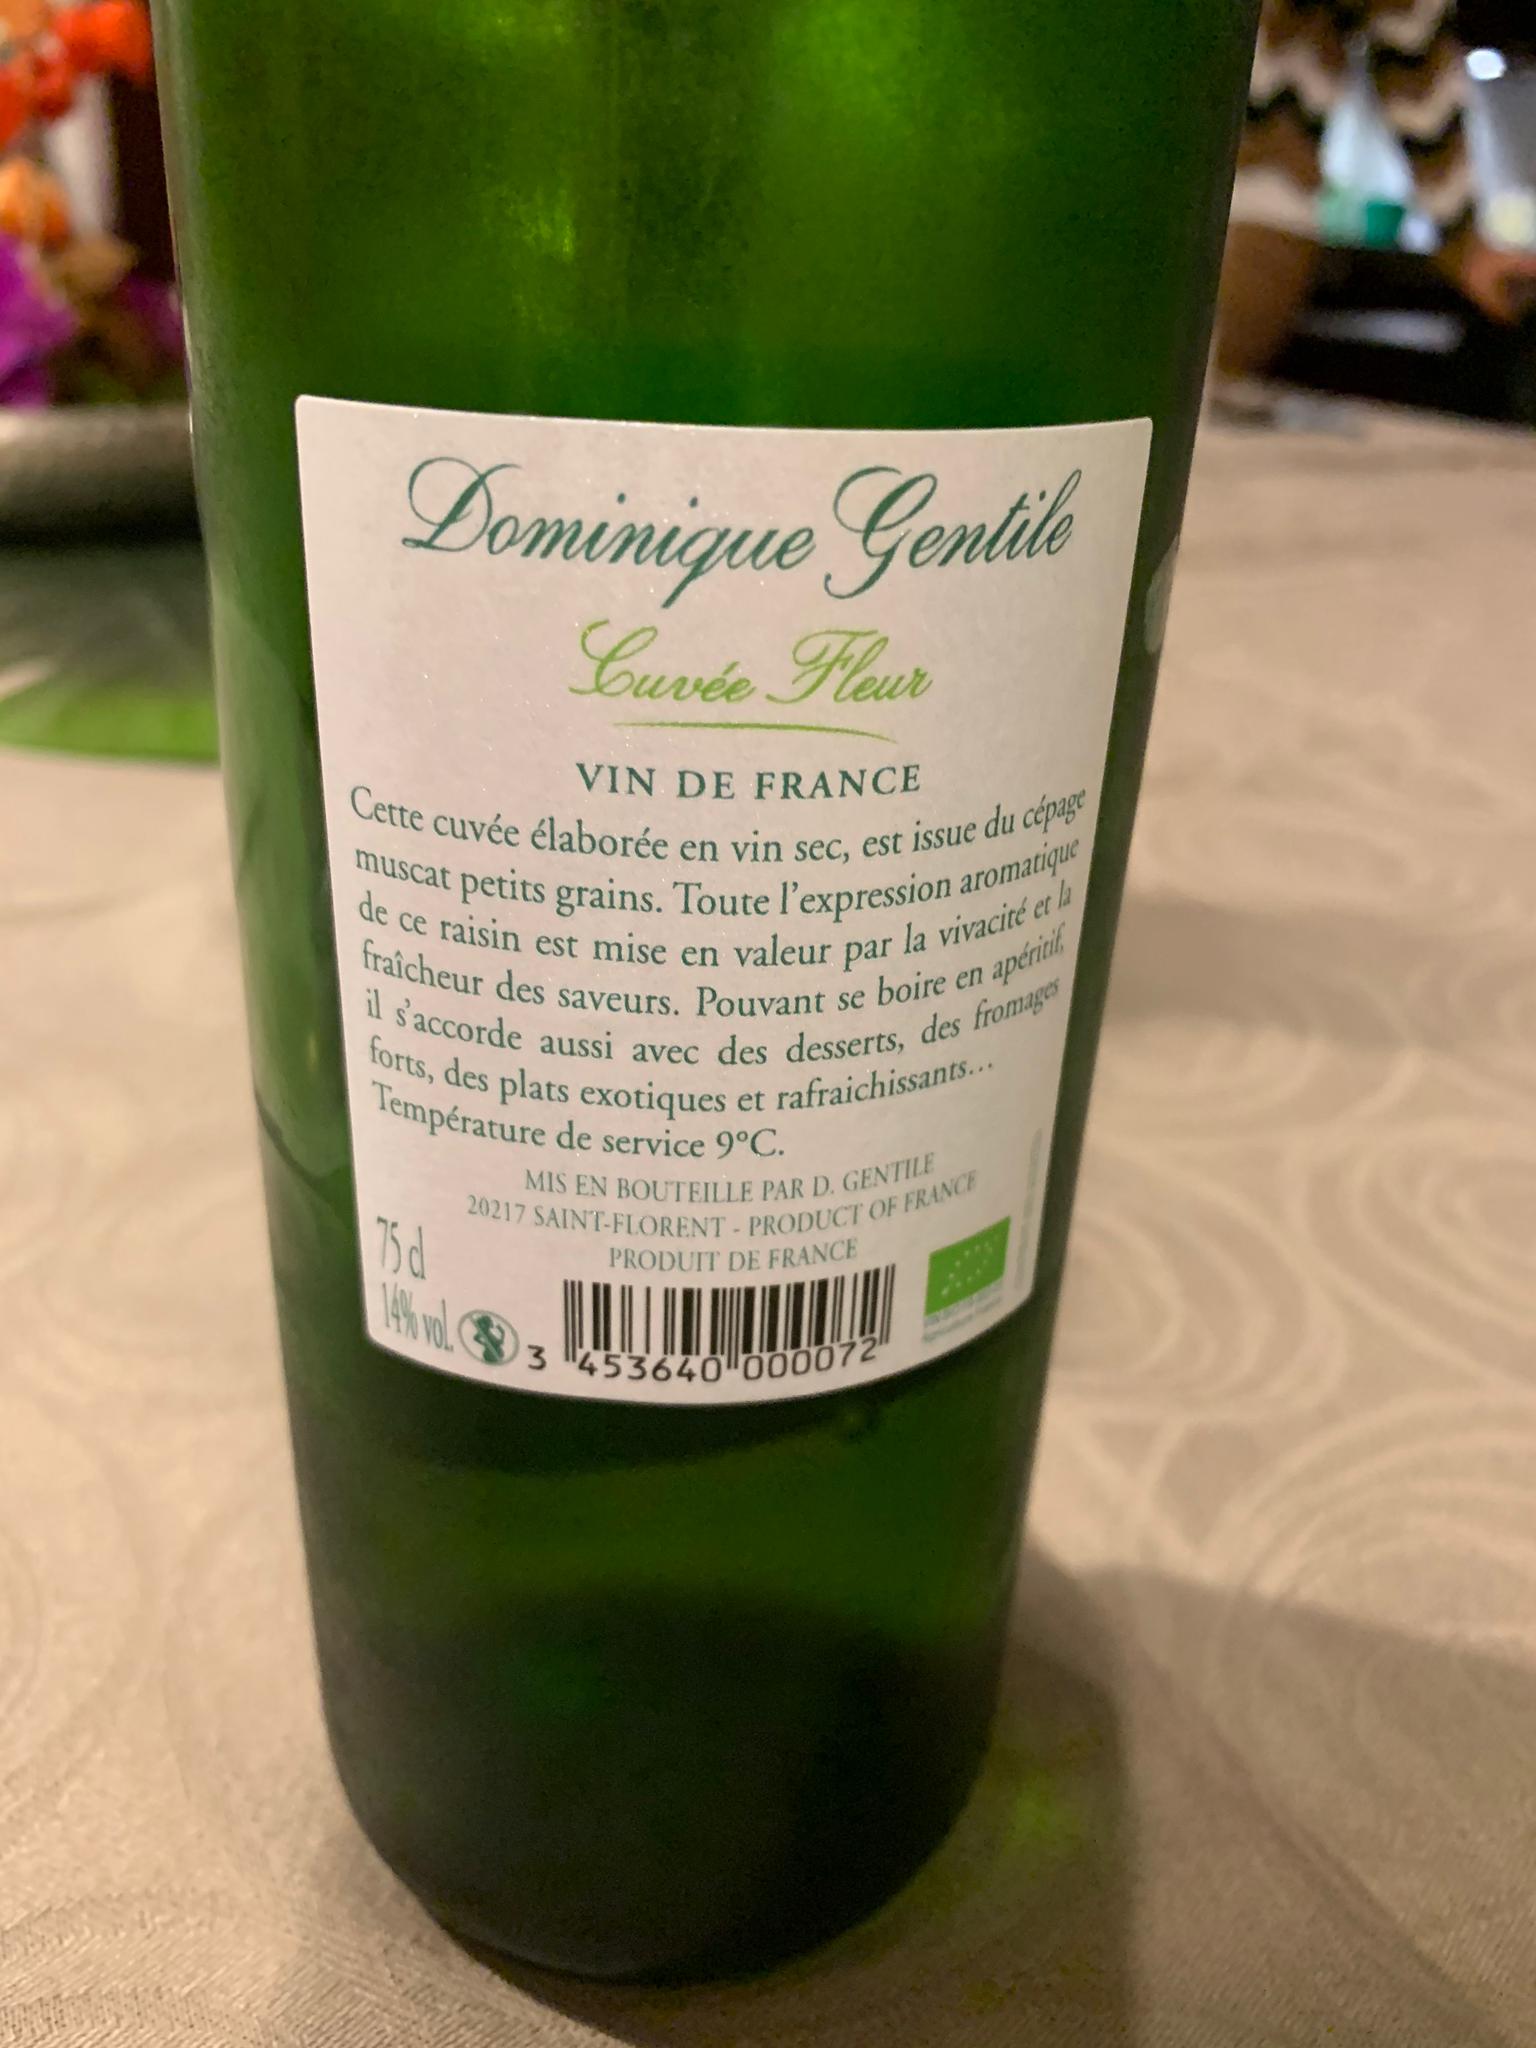 Dominique Gentile
Cuvée Fleur
VIN DE FRANCE
Cette cuvée élaborée en vin sec, est issue du cépage
muscat petits grains. Toute l'expression aromatique
de ce raisin est mise en valeur par la vivacité et la
fraîcheur des saveurs. Pouvant se boire en apéritif,
il s'accorde aussi avec des desserts, des fromages
forts, des plats exotiques et rafraichissants...
Température de service 9°C.
MIS EN BOUTEILLE PAR D. GENTILE
20217 SAINT-FLORENT - PRODUCT OF FRANCE
PRODUIT DE FRANCE
75 cl
14% vol.
3 453640 000072